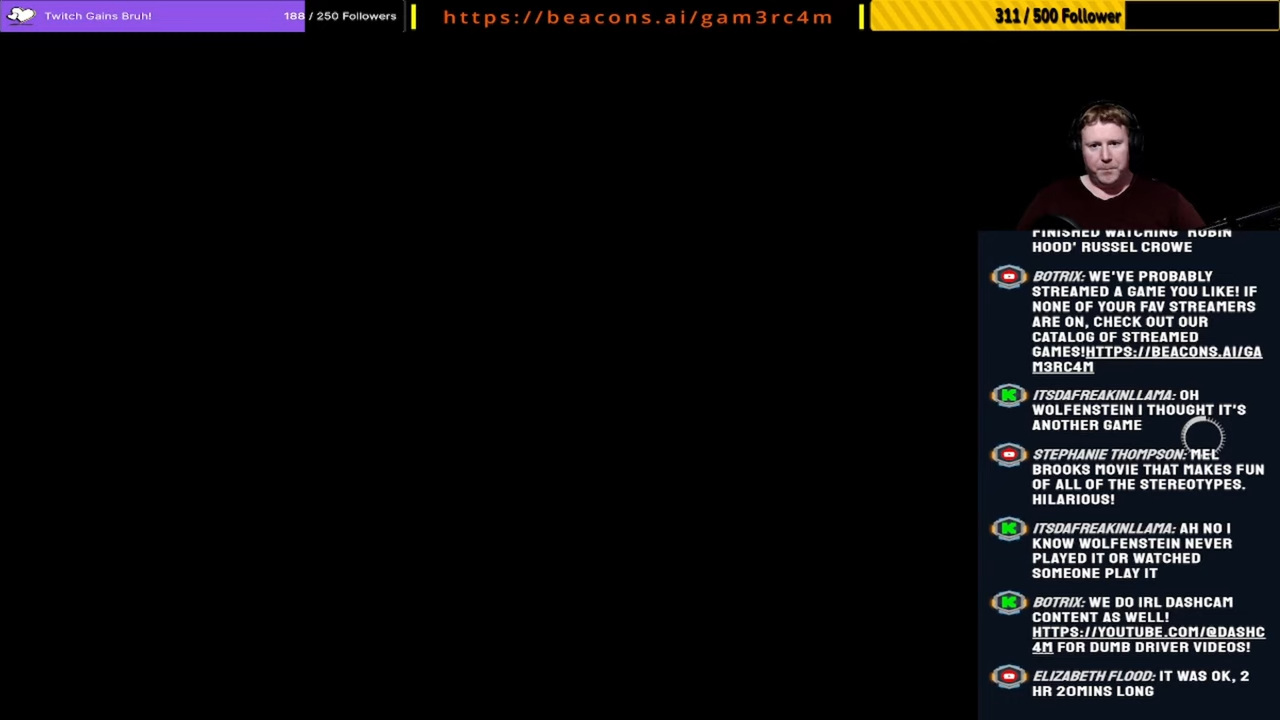 Twitch Gains Bruh!
188 / 250 Followers
https://beacons.ai/gam3rc4m
311 / 500 Follower
FINISHED WATCHING 'ROBIN
HOOD' RUSSEL CROWE
BOTRIX: WE'VE PROBABLY
STREAMED A GAME YOU LIKE! IF
NONE OF YOUR FAV STREAMERS
ARE ON, CHECK OUT OUR
CATALOG OF STREAMED
GAMES!HTTPS://BEACONS.AI/GA
M3RC4M
ITSDAFREAKINLLAMA: OH
WOLFENSTEIN I THOUGHT IT'S
ANOTHER GAME
STEPHANIE THOMPSON: MEL
BROOKS MOVIE THAT MAKES FUN
OF ALL OF THE STEREOTYPES.
HILARIOUS!
ITSDAFREAKINLLAMA: AH NO I
KNOW WOLFENSTEIN NEVER
PLAYED IT OR WATCHED
SOMEONE PLAY IT
BOTRIX: WE DO IRL DASHCAM
CONTENT AS WELL!
HTTPS://YOUTUBE.COM/@DASHC
4M FOR DUMB DRIVER VIDEOS!
ELIZABETH FLOOD: IT WAS OK, 2
HR 20MINS LONG